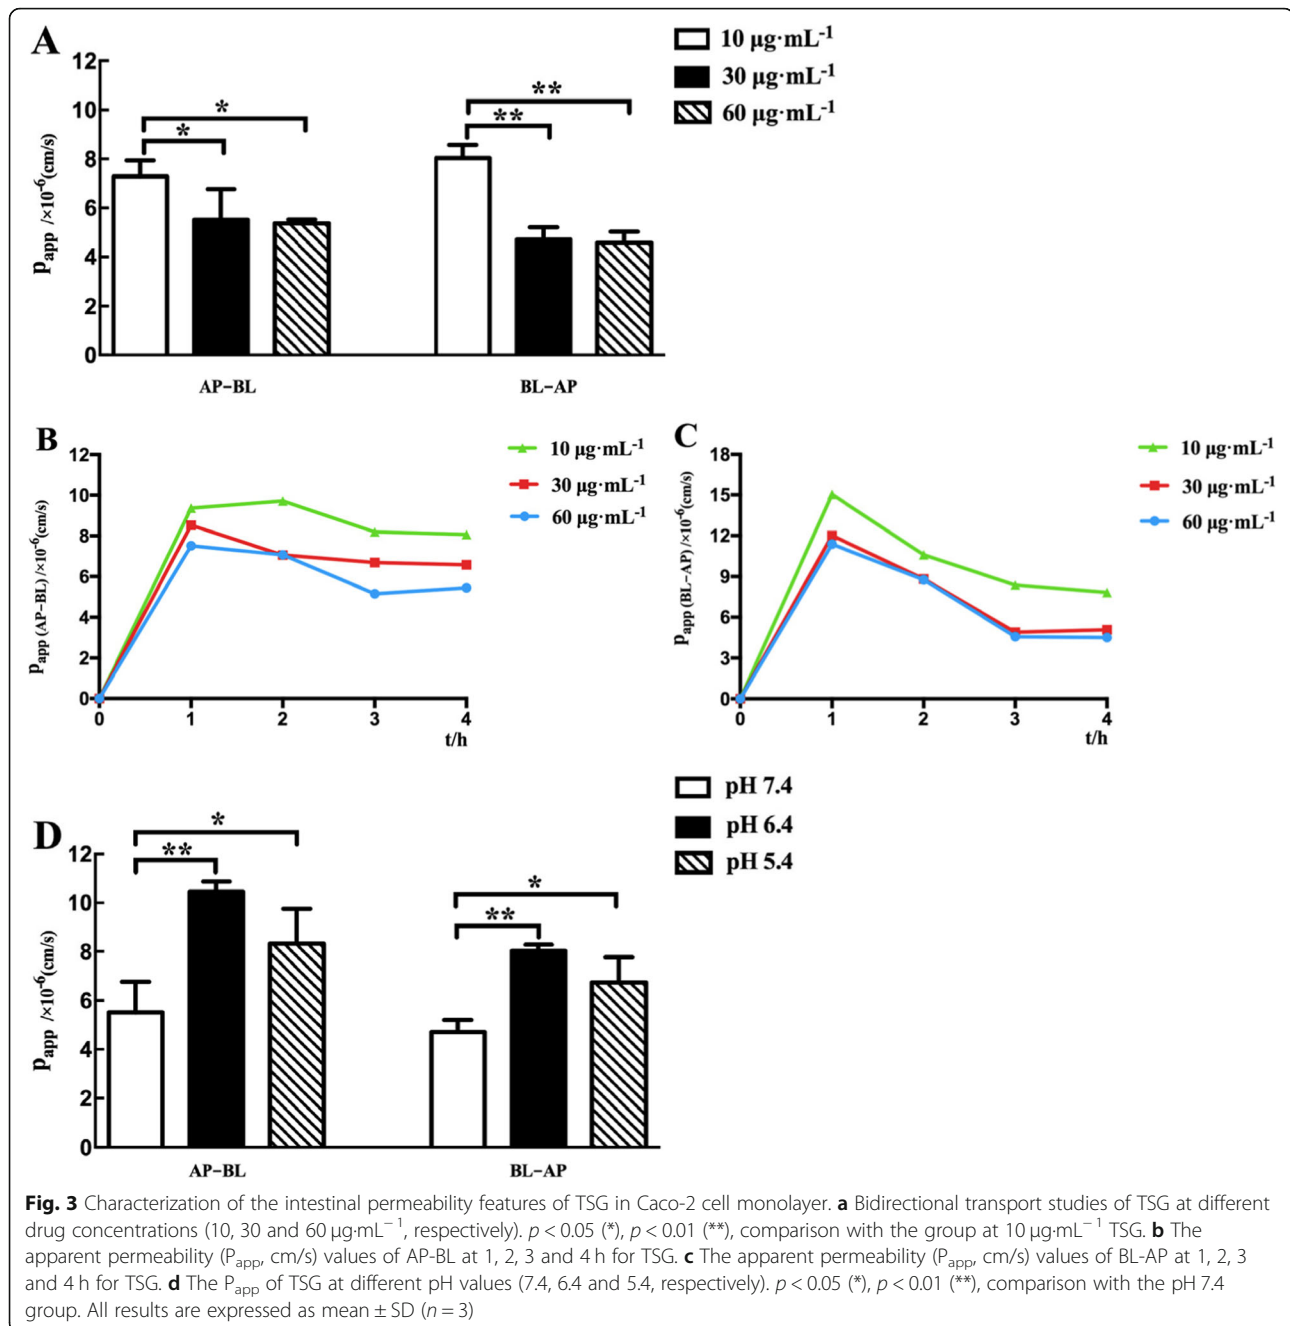 A
10 μg·mL-1
30 μg·mL-1
60 μg·mL-1
Papp /×10-6(cm/s)
12
10
8
6
4
2
0
*
*
**
**
AP-BL
BL-AP
B
10 μg·mL-1
30 μg·mL-1
60 μg·mL-1
Papp (AP-BL) /×10-6(cm/s)
12
10
8
6
4
2
0
0
1
2
3
4
t/h
C
10 μg·mL-1
30 μg·mL-1
60 μg·mL-1
Papp (BL-AP) /×10-6(cm/s)
18
15
12
9
6
3
0
0
1
2
3
4
t/h
D
pH 7.4
pH 6.4
pH 5.4
Papp /×10-6(cm/s)
12
10
8
6
4
2
0
*
**
*
**
AP-BL
BL-AP
Fig. 3 Characterization of the intestinal permeability features of TSG in Caco-2 cell monolayer. a Bidirectional transport studies of TSG at different
drug concentrations (10, 30 and 60 μg·mL−1, respectively). p < 0.05 (*), p < 0.01 (**), comparison with the group at 10 μg·mL−1 TSG. b The
apparent permeability (Papp, cm/s) values of AP-BL at 1, 2, 3 and 4 h for TSG. c The apparent permeability (Papp, cm/s) values of BL-AP at 1, 2, 3
and 4 h for TSG. d The Papp of TSG at different pH values (7.4, 6.4 and 5.4, respectively). p < 0.05 (*), p < 0.01 (**), comparison with the pH 7.4
group. All results are expressed as mean ± SD (n = 3)